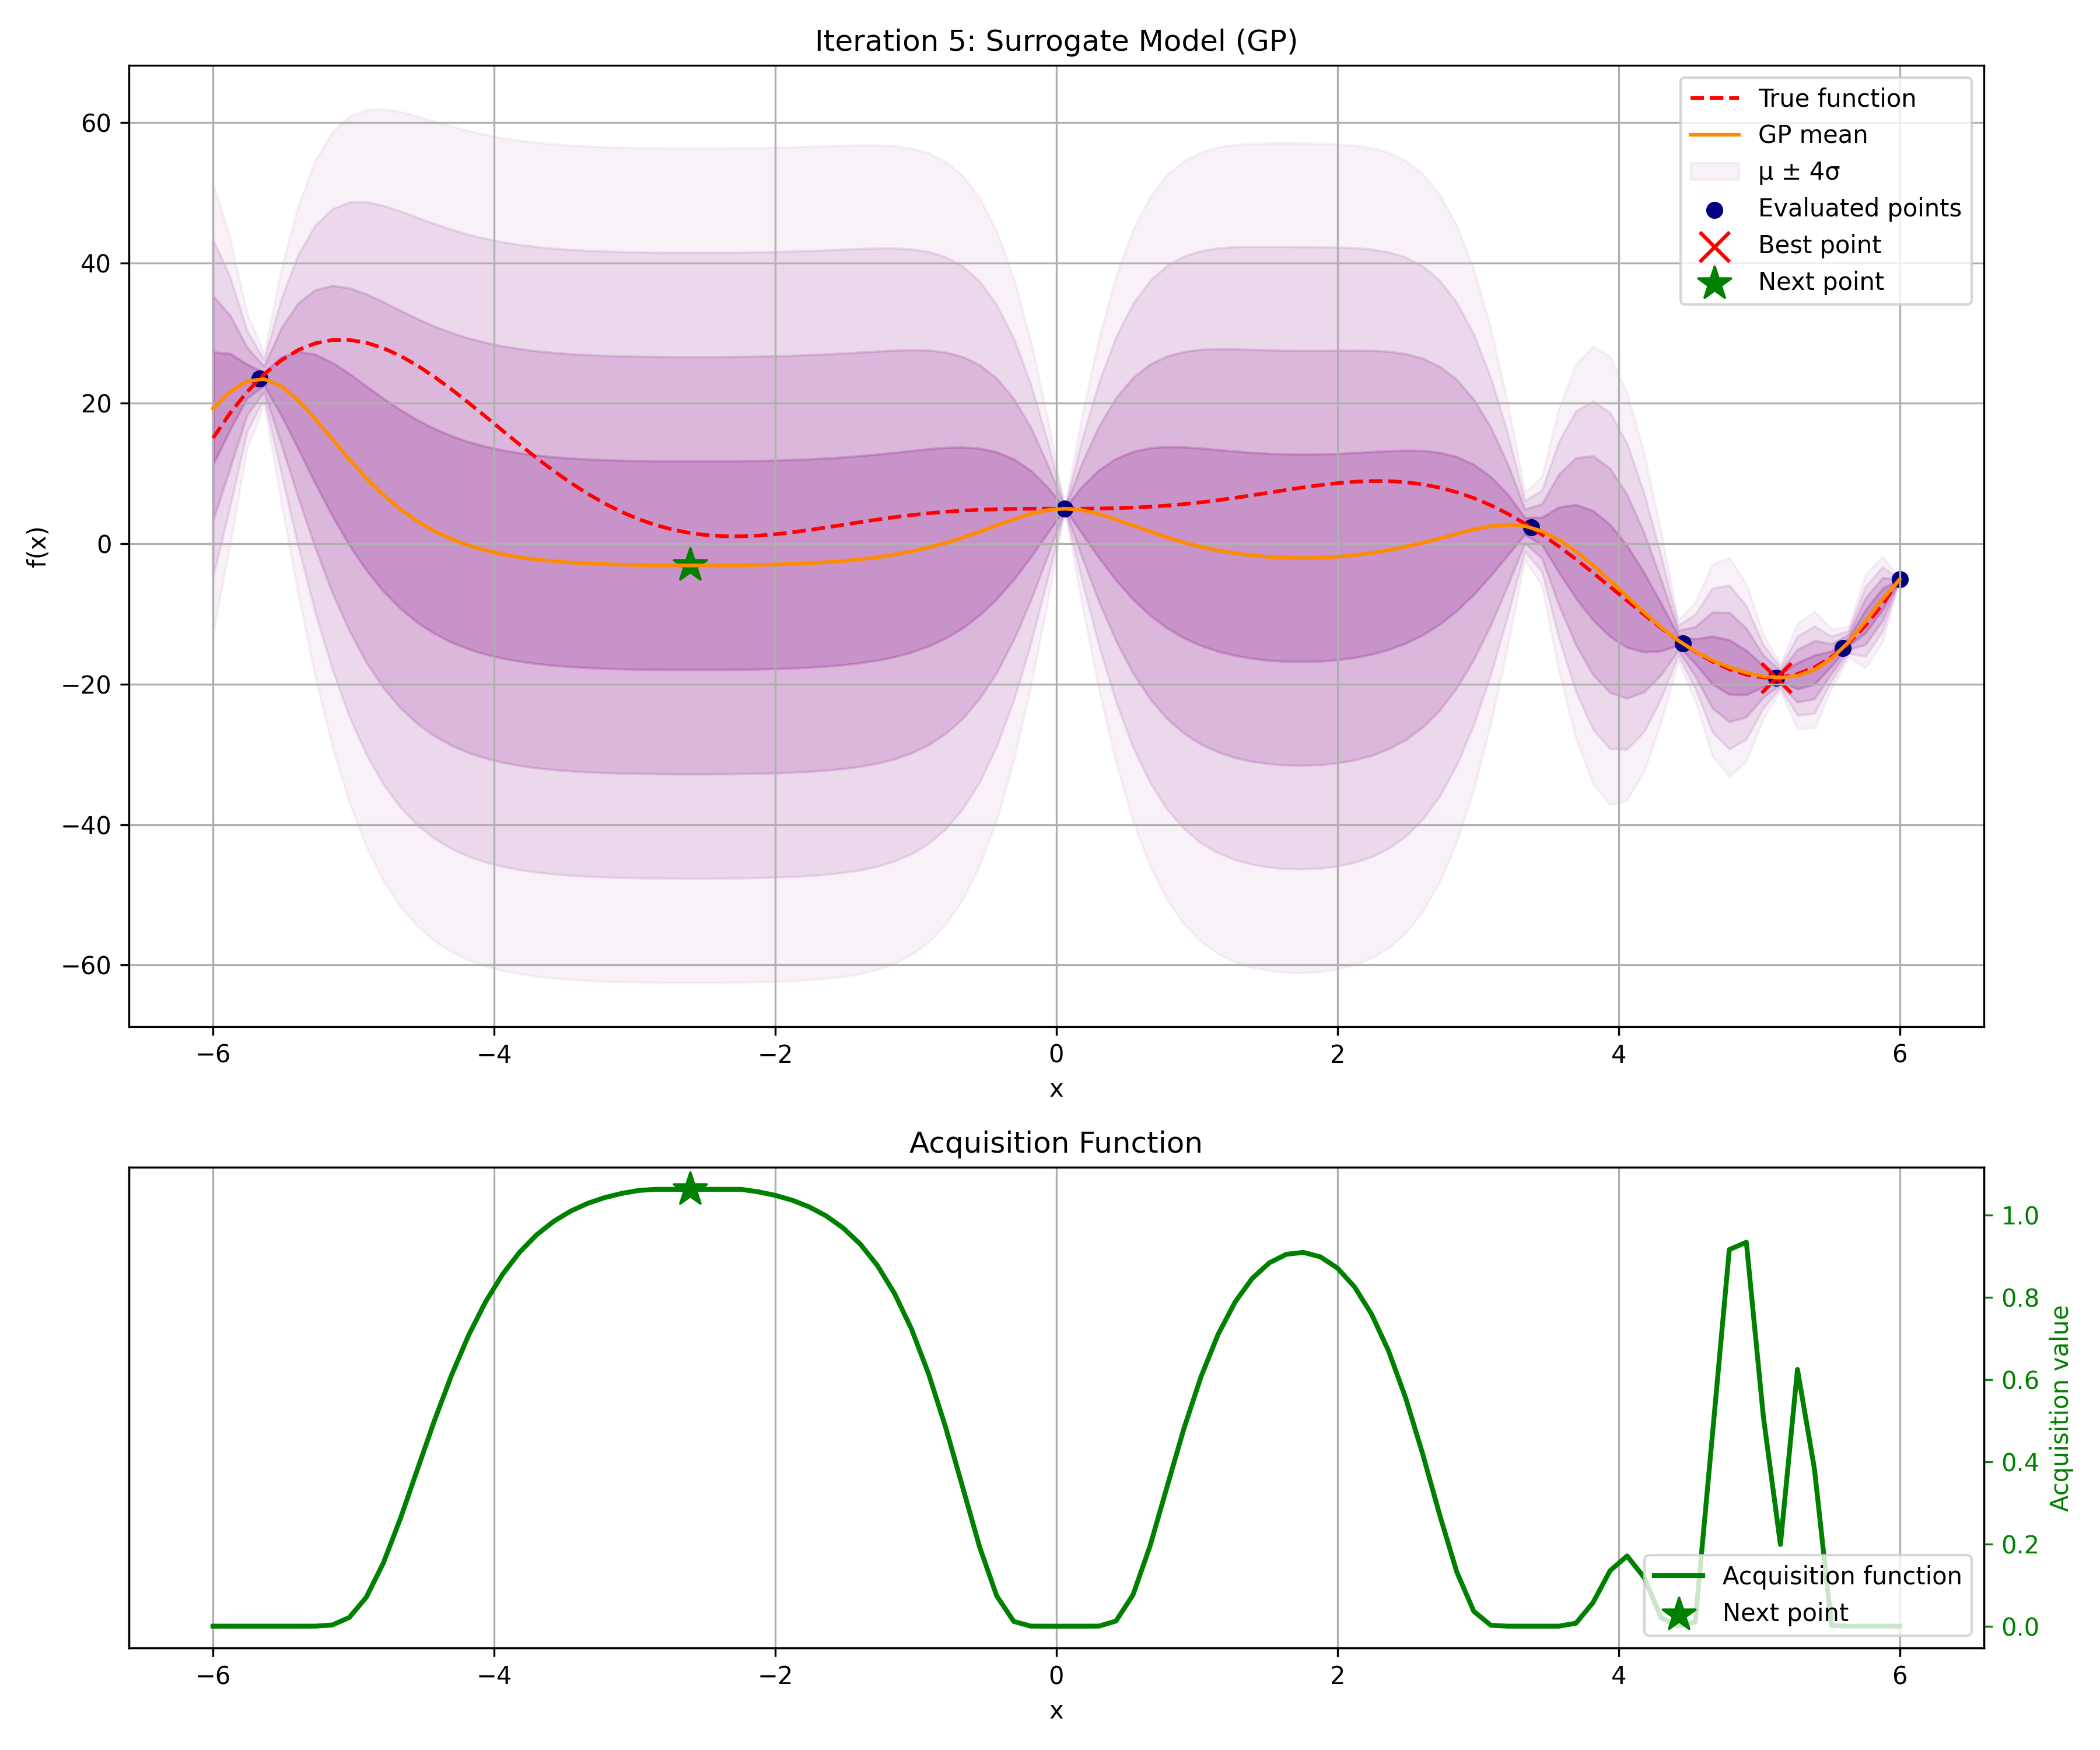 Iteration 5: Surrogate Model (GP)
True function
GP mean
μ ± 4σ
Evaluated points
Best point
Next point
60
40
20
0
−20
−40
−60
f(x)
−6 −4 −2 0 2 4 6
x
Acquisition Function
1.0
0.8
0.6
0.4
0.2
0.0
Acquisition value
Acquisition function
Next point
−6 −4 −2 0 2 4 6
x